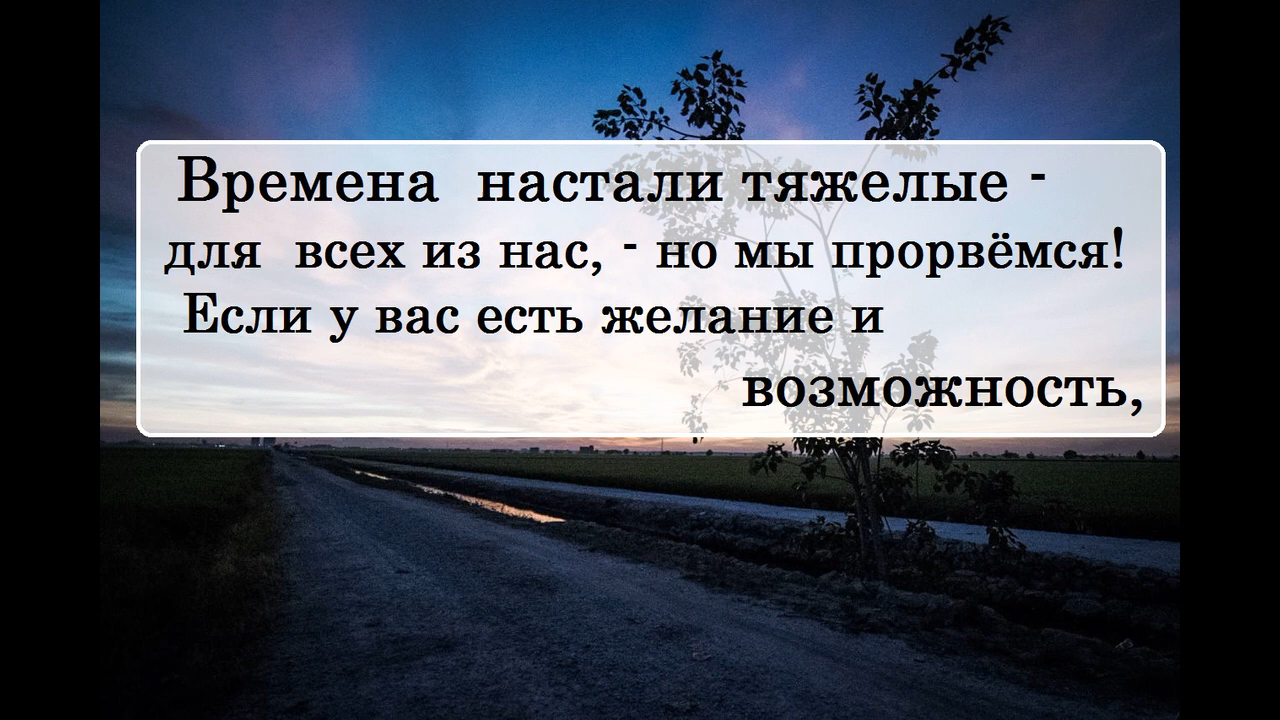 Времена настали тяжелые -
для всех из нас, - но мы прорвёмся!
Если у вас есть желание и
возможность,